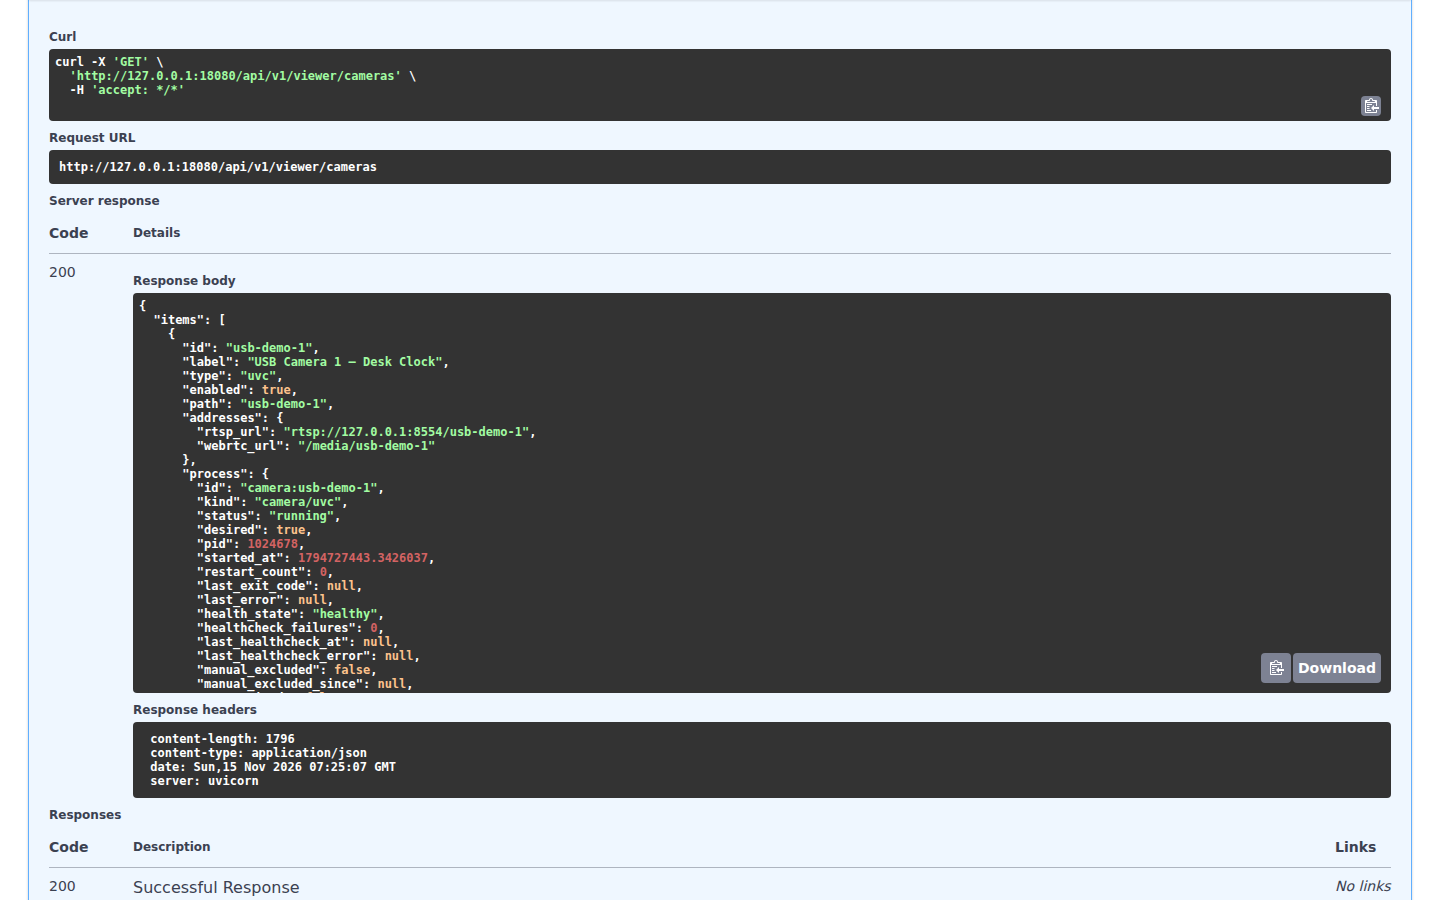 Curl
curl -X 'GET' \
  'http://127.0.0.1:18080/api/v1/viewer/cameras' \
  -H 'accept: */*'
Request URL
http://127.0.0.1:18080/api/v1/viewer/cameras
Server response
Code Details
200
Response body
{
  "items": [
    {
      "id": "usb-demo-1",
      "label": "USB Camera 1 — Desk Clock",
      "type": "uvc",
      "enabled": true,
      "path": "usb-demo-1",
      "addresses": {
        "rtsp_url": "rtsp://127.0.0.1:8554/usb-demo-1",
        "webrtc_url": "/media/usb-demo-1"
      },
      "process": {
        "id": "camera:usb-demo-1",
        "kind": "camera/uvc",
        "status": "running",
        "desired": true,
        "pid": 1024678,
        "started_at": 1794727443.3426037,
        "restart_count": 0,
        "last_exit_code": null,
        "last_error": null,
        "health_state": "healthy",
        "healthcheck_failures": 0,
        "last_healthcheck_at": null,
        "last_healthcheck_error": null,
        "manual_excluded": false,
        "manual_excluded_since": null,
Download
Response headers
content-length: 1796
content-type: application/json
date: Sun,15 Nov 2026 07:25:07 GMT
server: uvicorn
Responses
Code Description Links
200 Successful Response No links